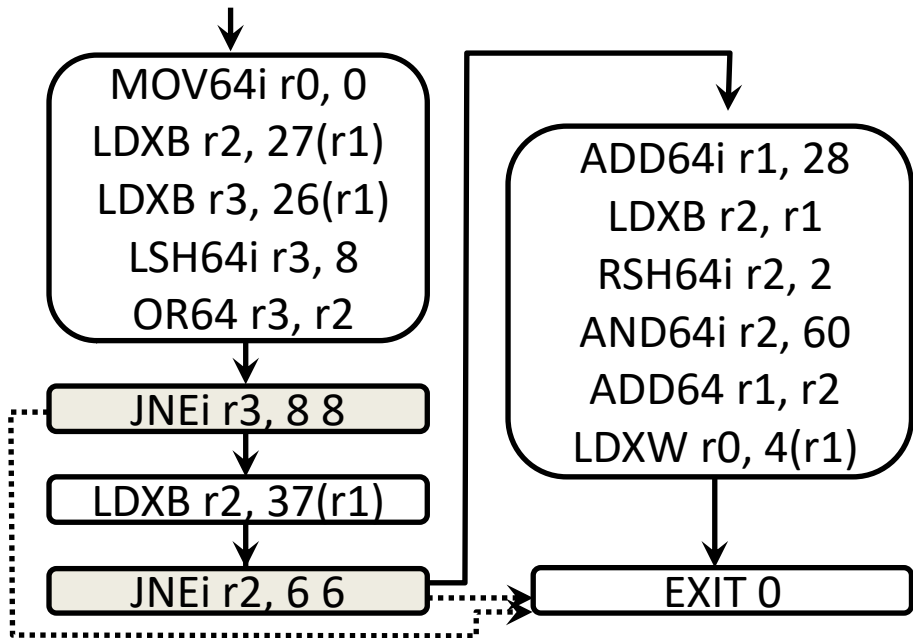 MOV64i r0, 0
LDXB r2, 27(r1)
LDXB r3, 26(r1)
LSH64i r3, 8
OR64 r3, r2
JNEi r3, 8 8
LDXB r2, 37(r1)
JNEi r2, 6 6
ADD64i r1, 28
LDXB r2, r1
RSH64i r2, 2
AND64i r2, 60
ADD64 r1, r2
LDXW r0, 4(r1)
EXIT 0